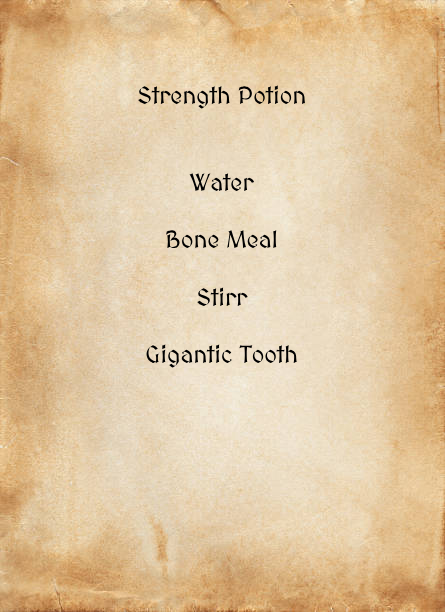 Strength Potion
Water
Bone Meal
Stirr
Gigantic Tooth